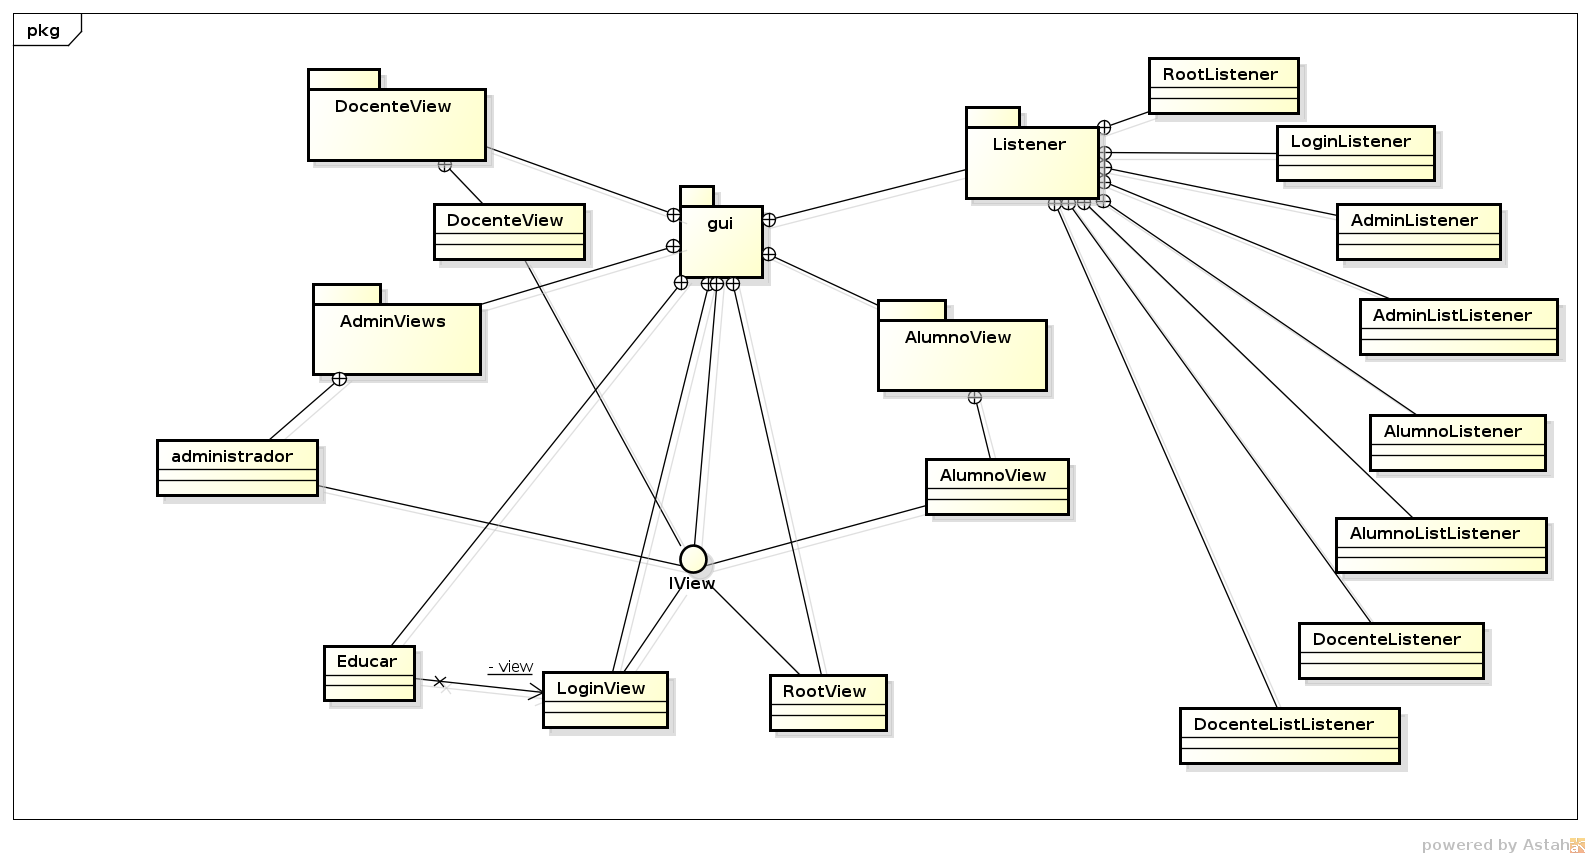 pkg
DocenteView
RootListener
Listener
LoginListener
DocenteView
gui
AdminListener
AdminViews
AlumnoView
AdminListListener
administrador
AlumnoView
AlumnoListener
IView
AlumnoListListener
Educar
- view
LoginView
RootView
DocenteListener
DocenteListListener
powered by Astah